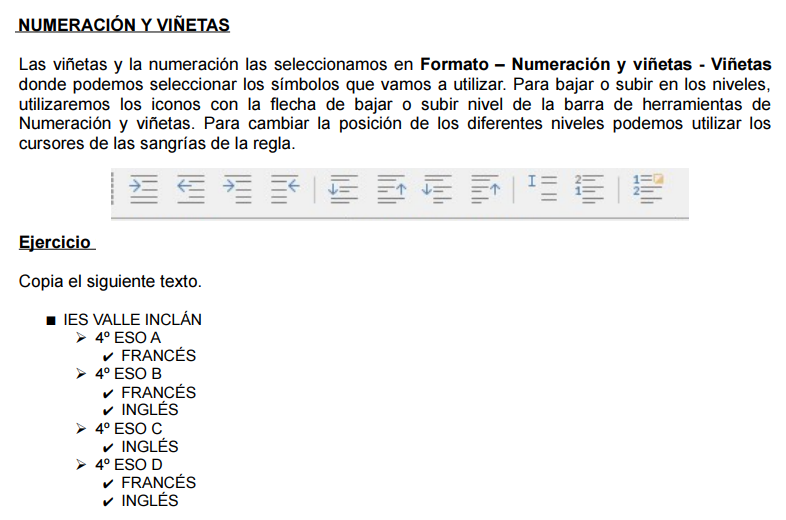 NUMERACIÓN Y VIÑETAS
Las viñetas y la numeración las seleccionamos en Formato – Numeración y viñetas - Viñetas
donde podemos seleccionar los símbolos que vamos a utilizar. Para bajar o subir en los niveles,
utilizaremos los iconos con la flecha de bajar o subir nivel de la barra de herramientas de
Numeración y viñetas. Para cambiar la posición de los diferentes niveles podemos utilizar los
cursores de las sangrías de la regla.
Ejercicio
Copia el siguiente texto.
■ IES VALLE INCLÁN
➢ 4º ESO A
✔ FRANCÉS
➢ 4º ESO B
✔ FRANCÉS
✔ INGLÉS
➢ 4º ESO C
✔ INGLÉS
➢ 4º ESO D
✔ FRANCÉS
✔ INGLÉS